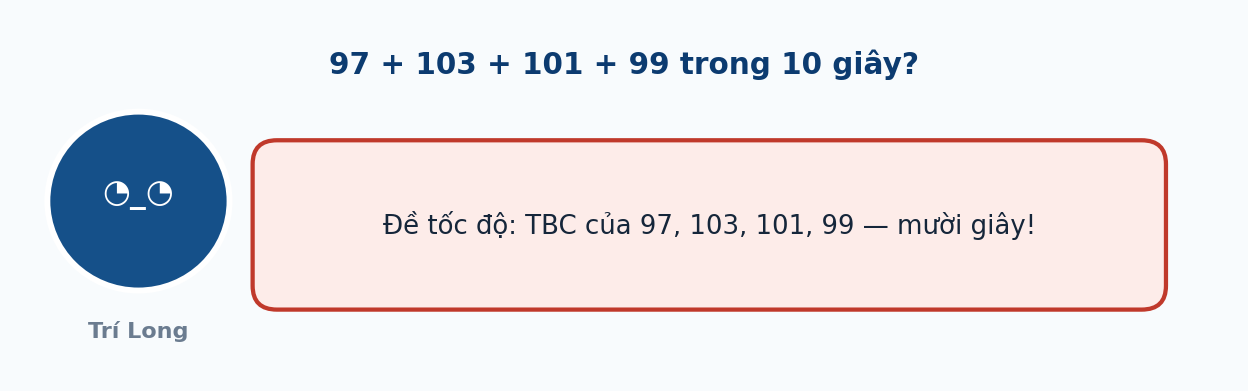 97 + 103 + 101 + 99 trong 10 giây?
◔_◔
Đề tốc độ: TBC của 97, 103, 101, 99 — mười giây!
Trí Long